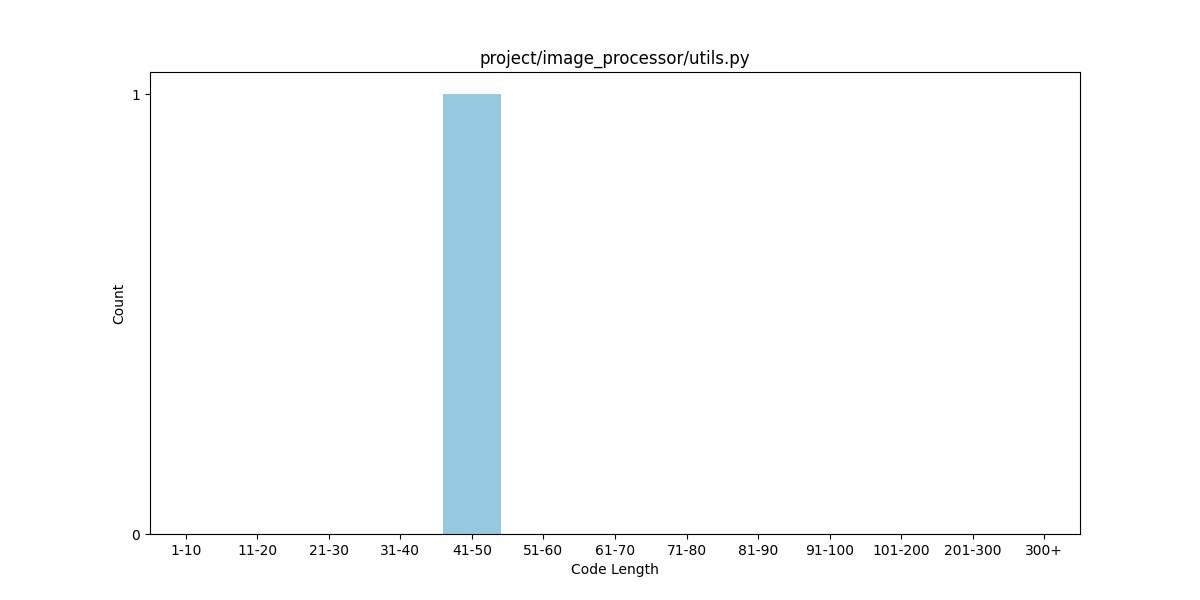 project/image_processor/utils.py
1
Count
0
1-10 11-20 21-30 31-40 41-50 51-60 61-70 71-80 81-90 91-100 101-200 201-300 300+
Code Length